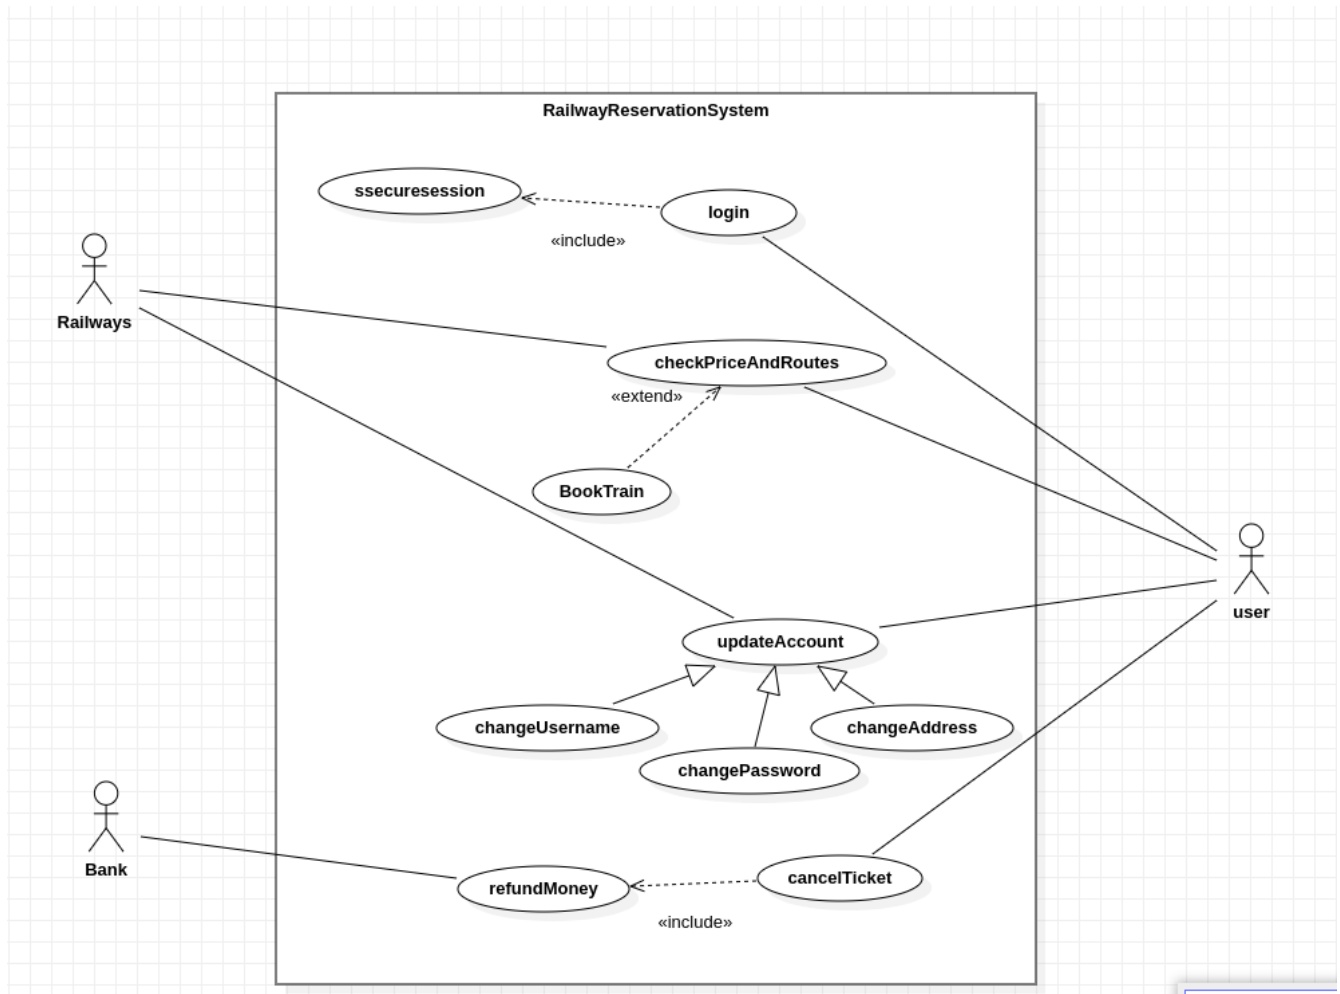 RailwayReservationSystem
ssecuresession
login
«include»
Railways
checkPriceAndRoutes
«extend»
BookTrain
user
updateAccount
changeUsername
changeAddress
changePassword
Bank
refundMoney
cancelTicket
«include»